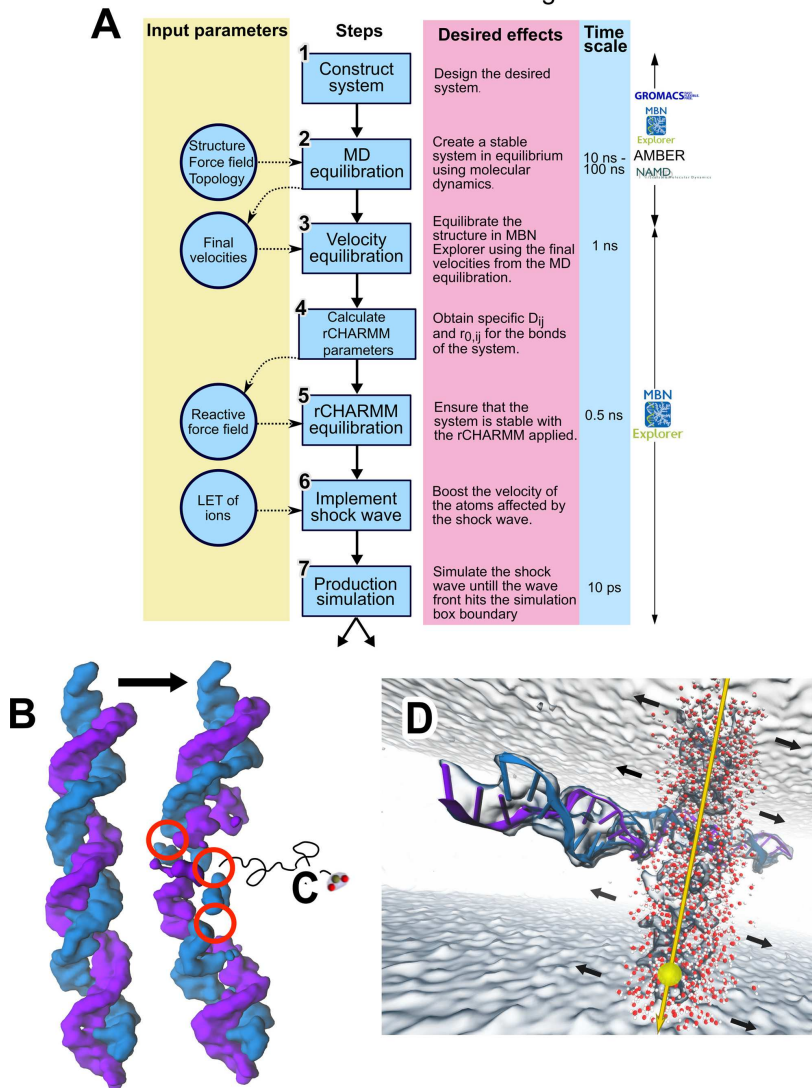 A
Input parameters
Steps
Desired effects
Time
scale
1
Construct
system
Design the desired
system.
GROMACS
MBN
Explorer
AMBER
NAMD
Structure
Force field
Topology
2
MD
equilibration
Create a stable
system in equilibrium
using molecular
dynamics.
10 ns -
100 ns
Final
velocities
3
Velocity
equilibration
Equilibrate the
structure in MBN
Explorer using the final
velocities from the MD
equilibration.
1 ns
4
Calculate
rCHARMM
parameters
Obtain specific Dij
and r0,ij for the bonds
of the system.
Reactive
force field
5
rCHARMM
equilibration
Ensure that the
system is stable with
the rCHARMM applied.
0.5 ns
MBN
Explorer
LET of
ions
6
Implement
shock wave
Boost the velocity of
the atoms affected by
the shock wave.
7
Production
simulation
Simulate the shock
wave untill the wave
front hits the simulation
box boundary
10 ps
B
C
D